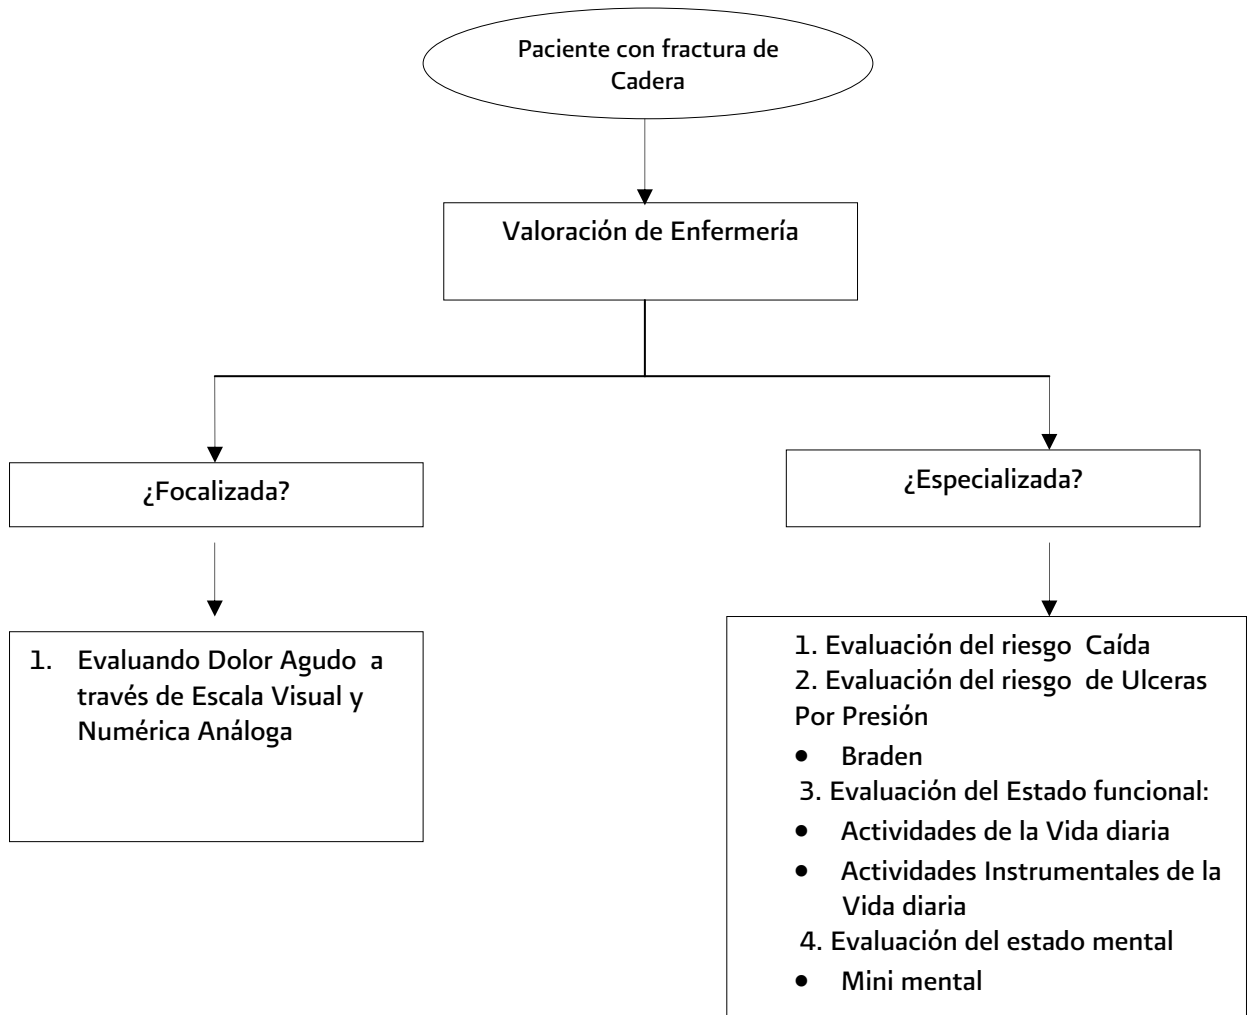 Paciente con fractura de
Cadera
Valoración de Enfermería
¿Focalizada?
¿Especializada?
1. Evaluando Dolor Agudo a
través de Escala Visual y
Numérica Análoga
1. Evaluación del riesgo Caída
2. Evaluación del riesgo de Ulceras
Por Presión
• Braden
3. Evaluación del Estado funcional:
• Actividades de la Vida diaria
• Actividades Instrumentales de la
Vida diaria
4. Evaluación del estado mental
• Mini mental